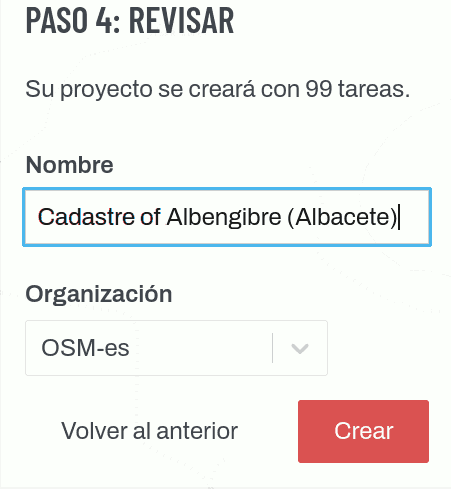 PASO 4: REVISAR
Su proyecto se creará con 99 tareas.
Nombre
Cadastre of Albengibre (Albacete)
Organización
OSM-es
Volver al anterior
Crear